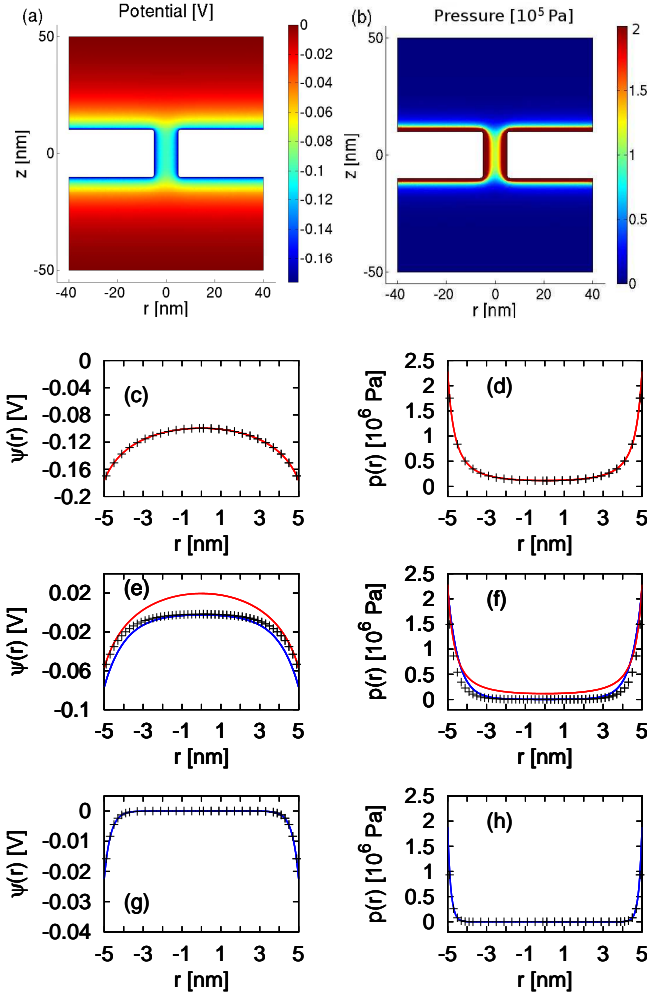 (a) Potential [V]
(b) Pressure [10⁵ Pa]
50
0
-50
z [nm]
-40 -20 0 20 40
r [nm]
0
-0.02
-0.04
-0.06
-0.08
-0.1
-0.12
-0.14
-0.16
50
0
-50
z [nm]
-40 -20 0 20 40
r [nm]
2
1.5
1
0.5
0
(c)
0
-0.04
-0.08
-0.12
-0.16
-0.2
ψ(r) [V]
-5 -3 -1 1 3 5
r [nm]
(d)
2.5
2
1.5
1
0.5
0
p(r) [10⁶ Pa]
-5 -3 -1 1 3 5
r [nm]
(e)
0.02
-0.02
-0.06
-0.1
ψ(r) [V]
-5 -3 -1 1 3 5
r [nm]
(f)
2.5
2
1.5
1
0.5
0
p(r) [10⁶ Pa]
-5 -3 -1 1 3 5
r [nm]
(g)
0
-0.01
-0.02
-0.03
-0.04
ψ(r) [V]
-5 -3 -1 1 3 5
r [nm]
(h)
2.5
2
1.5
1
0.5
0
p(r) [10⁶ Pa]
-5 -3 -1 1 3 5
r [nm]